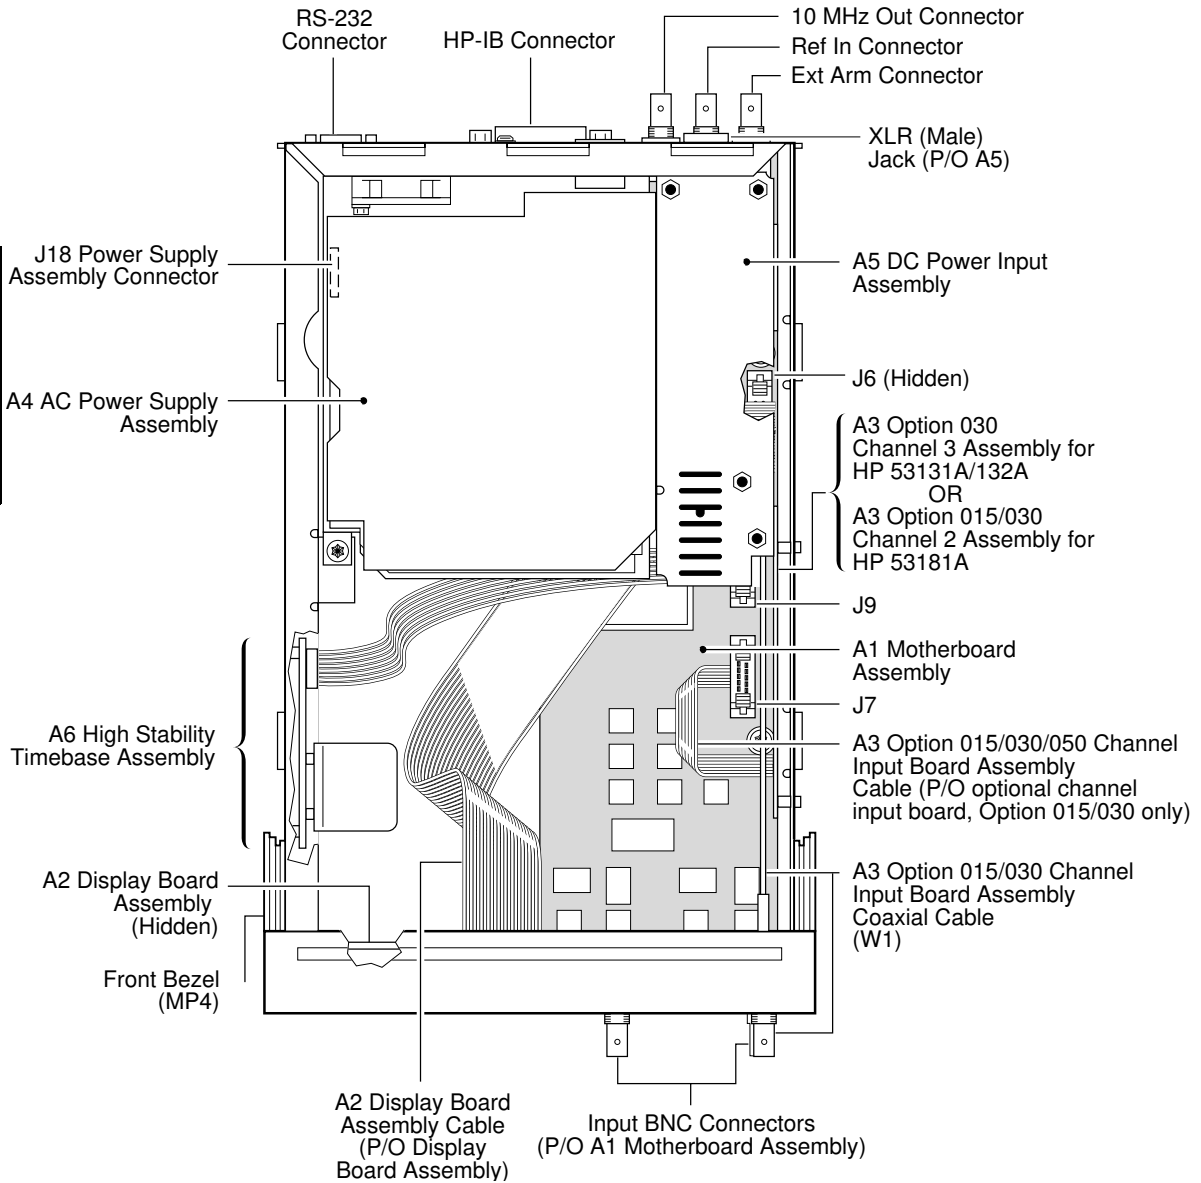 RS-232
Connector
HP-IB Connector
10 MHz Out Connector
Ref In Connector
Ext Arm Connector
XLR (Male)
Jack (P/O A5)
J18 Power Supply
Assembly Connector
A5 DC Power Input
Assembly
A4 AC Power Supply
Assembly
J6 (Hidden)
A3 Option 030
Channel 3 Assembly for
HP 53131A/132A
OR
A3 Option 015/030
Channel 2 Assembly for
HP 53181A
J9
A1 Motherboard
Assembly
J7
A6 High Stability
Timebase Assembly
A3 Option 015/030/050 Channel
Input Board Assembly
Cable (P/O optional channel
input board, Option 015/030 only)
A2 Display Board
Assembly
(Hidden)
A3 Option 015/030 Channel
Input Board Assembly
Coaxial Cable
(W1)
Front Bezel
(MP4)
A2 Display Board
Assembly Cable
(P/O Display
Board Assembly)
Input BNC Connectors
(P/O A1 Motherboard Assembly)